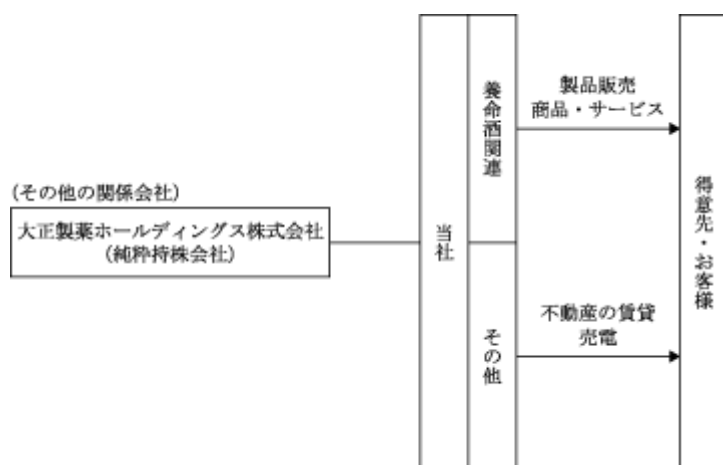 (その他の関係会社)
大正製薬ホールディングス株式会社
(純粋持株会社)
当社
養命酒関連
その他
製品販売
商品・サービス
不動産の賃貸
売電
得意先・お客様